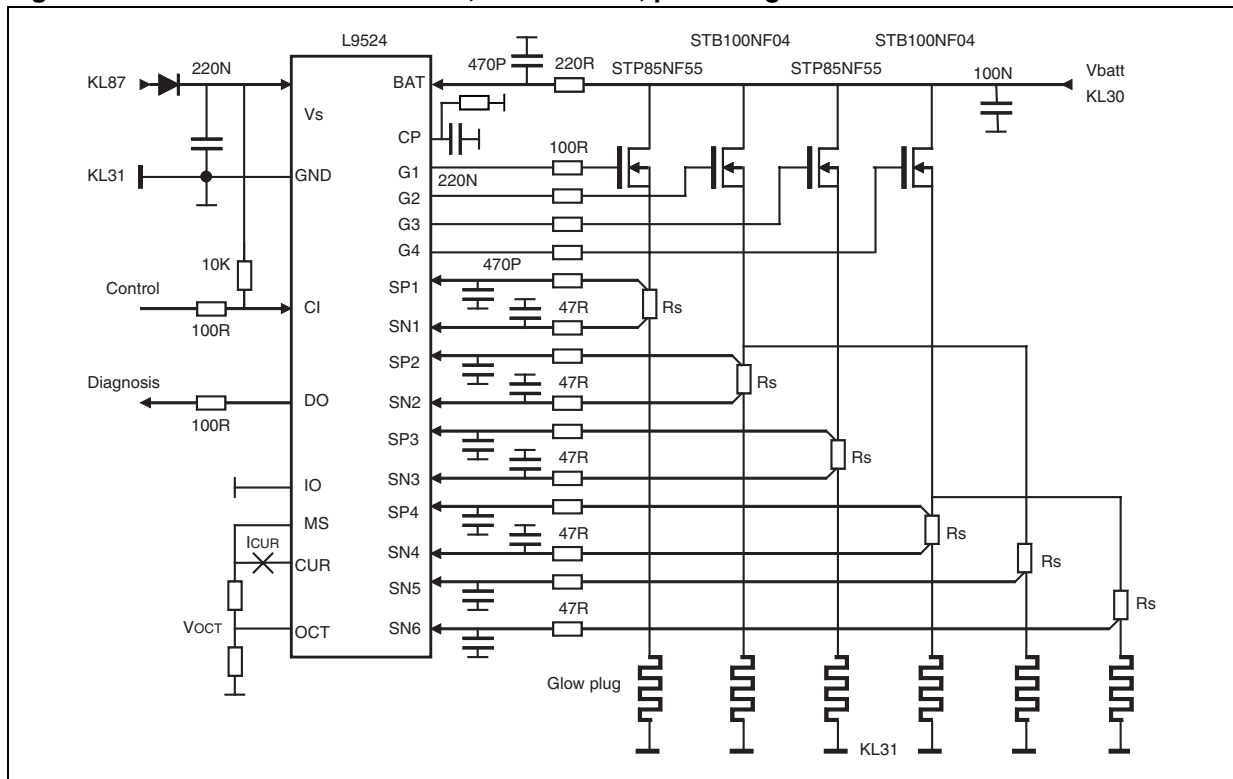 L9524
STB100NF04
STB100NF04
470P
220R
STP85NF55
STP85NF55
100N
Vbatt
KL30
KL87
220N
Vs
BAT
CP
100R
KL31
GND
G1
220N
G2
G3
G4
10K
470P
Control
SP1
CI
Rs
100R
47R
SN1
SP2
Diagnosis
Rs
47R
DO
SN2
100R
SP3
47R
Rs
IO
SN3
SP4
MS
ICUR
47R
Rs
CUR
SN4
Rs
SN5
47R
Rs
VOCT
OCT
SN6
Glow plug
KL31